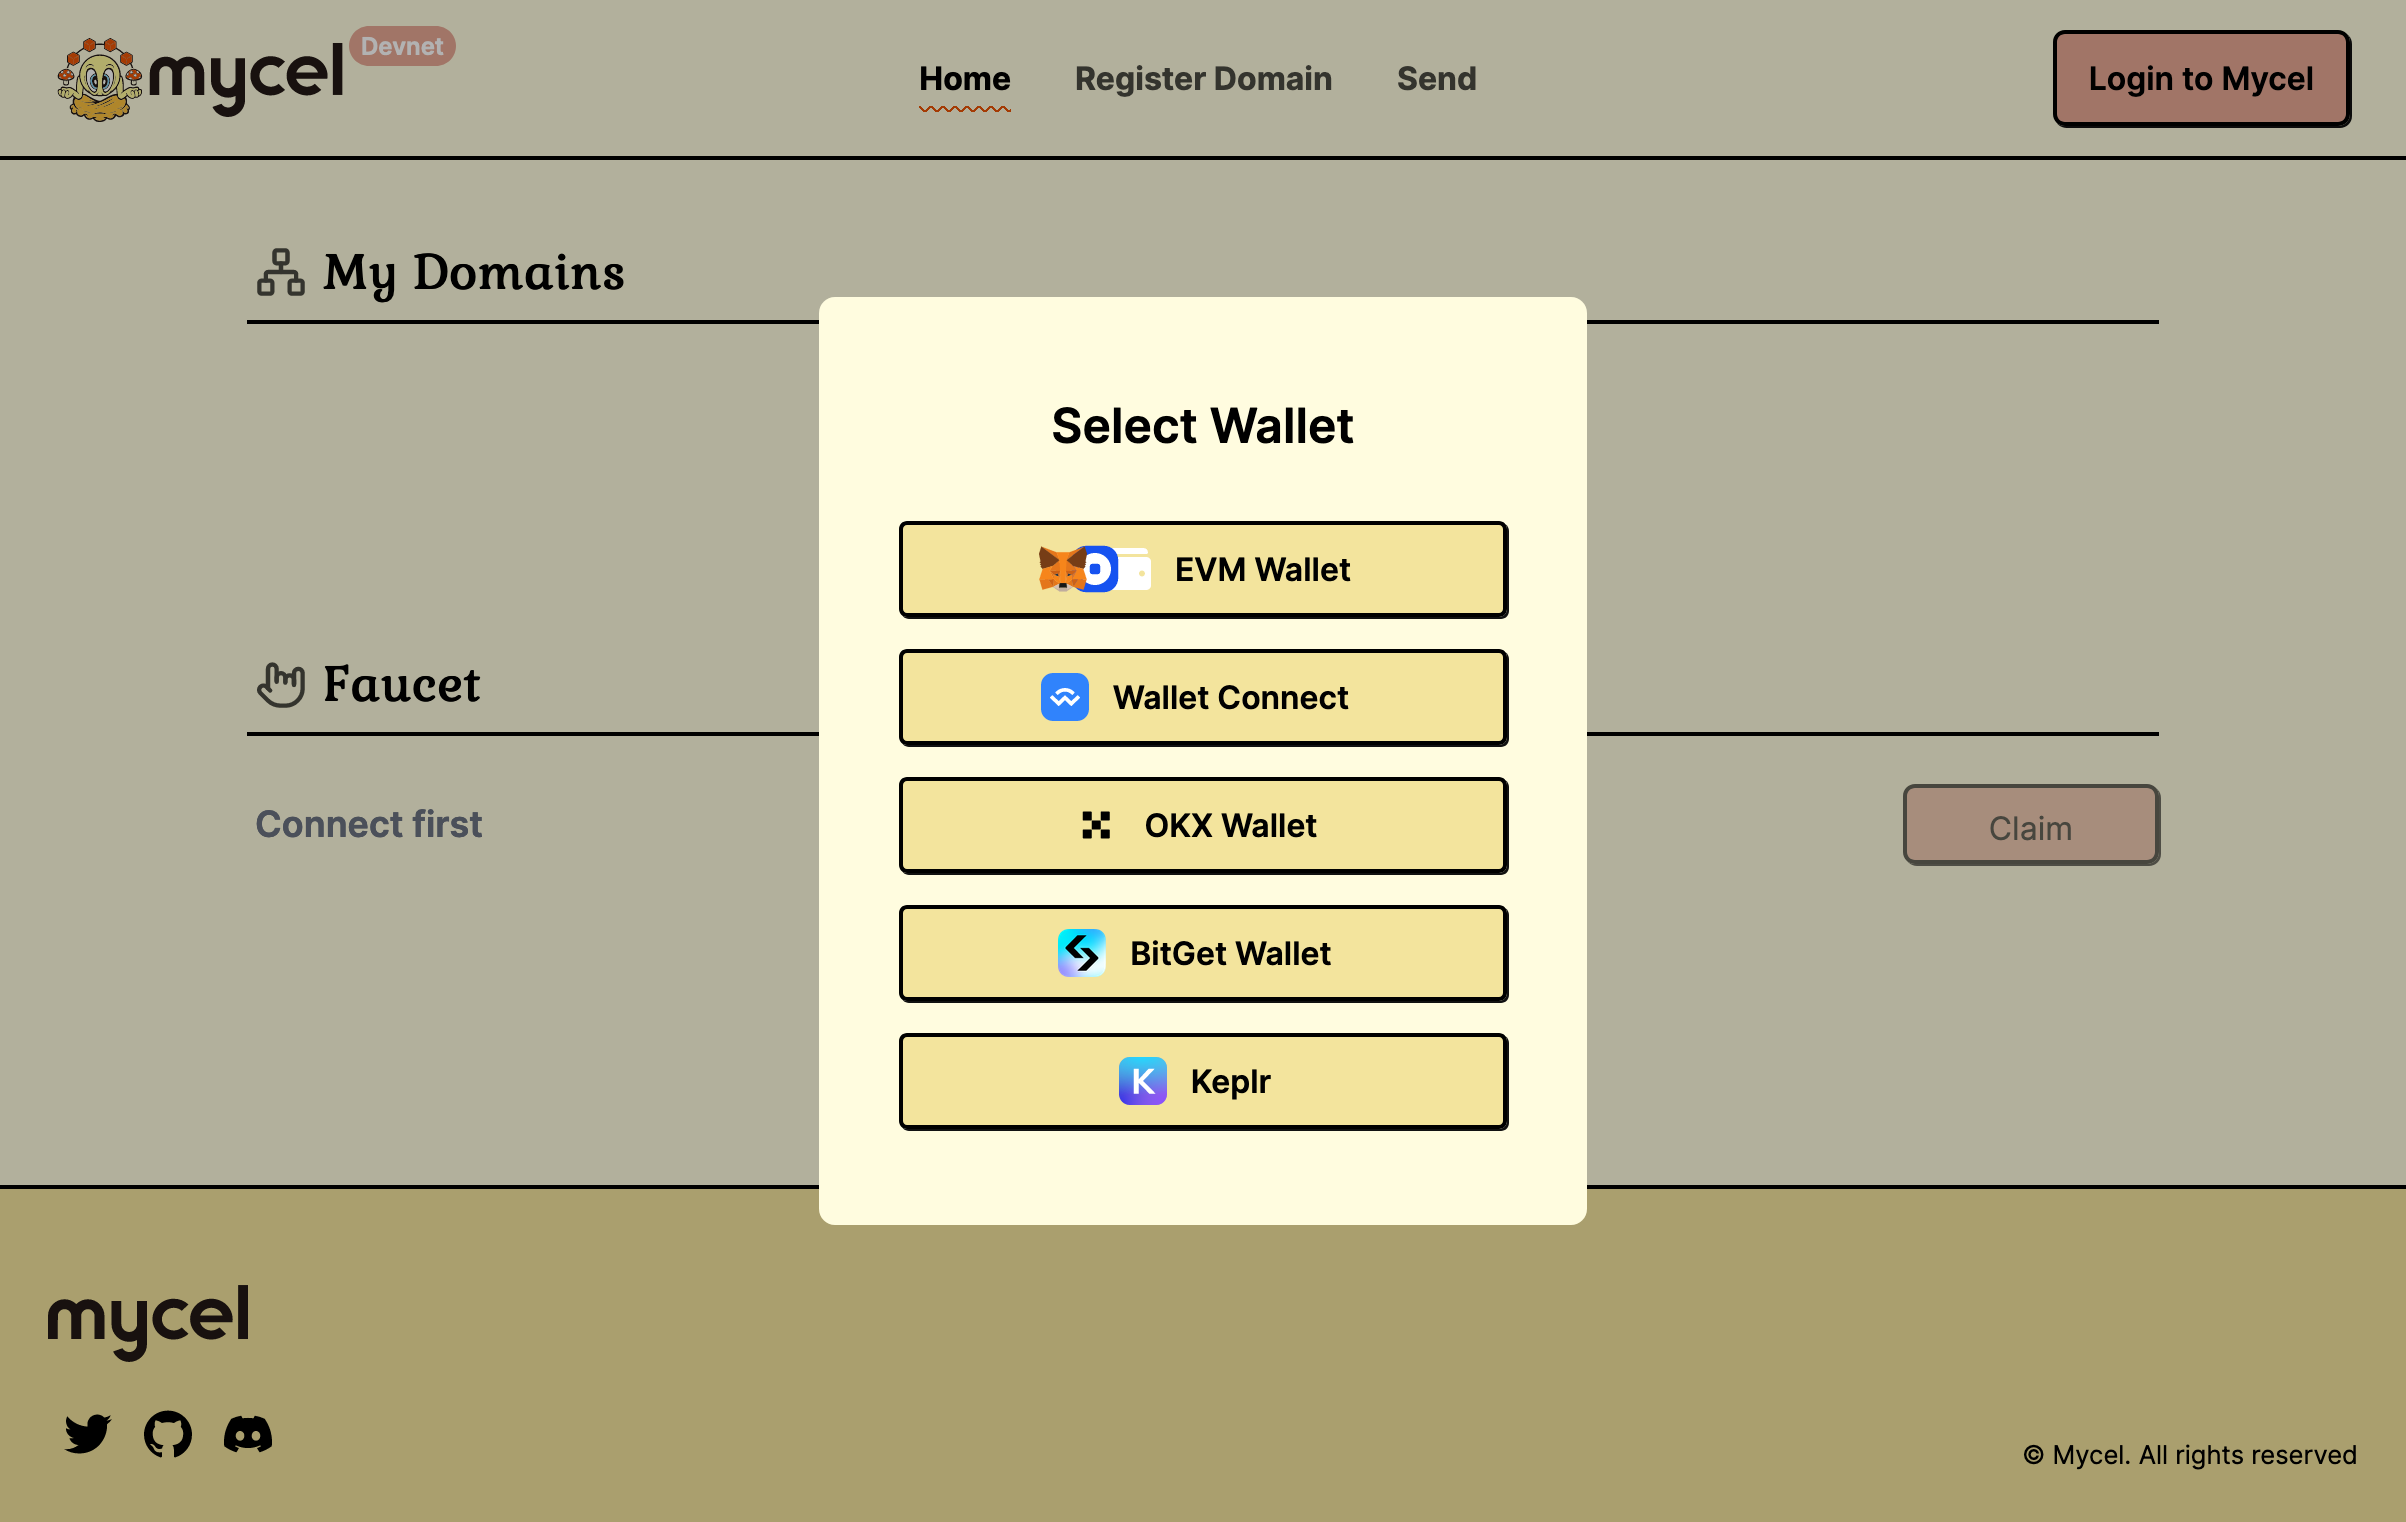 mycel
Devnet
Home
Register Domain
Send
Login to Mycel
My Domains
Select Wallet
EVM Wallet
Wallet Connect
OKX Wallet
BitGet Wallet
K Keplr
Faucet
Connect first
Claim
mycel
© Mycel. All rights reserved